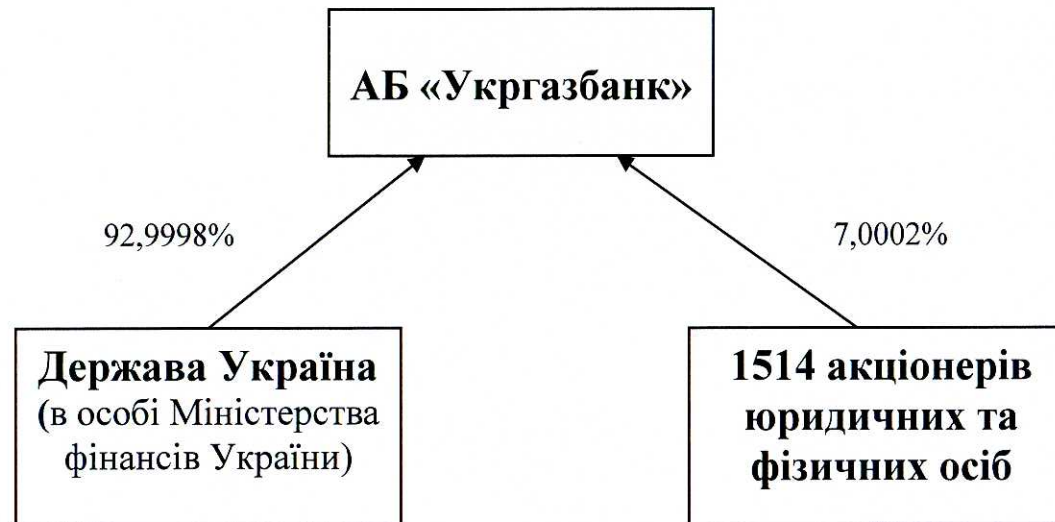 АБ «Укргазбанк»
92,9998%
7,0002%
Держава Україна
(в особі Міністерства
фінансів України)
1514 акціонерів
юридичних та
фізичних осіб